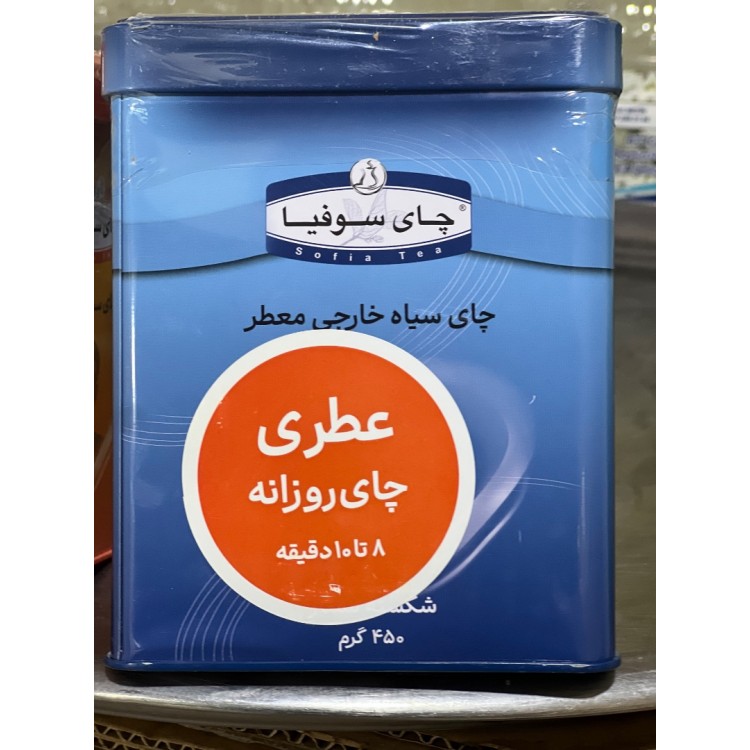 چای سوفیا®
Sofia Tea
چای سیاه خارجی معطر
عطری
چای روزانه
۸ تا ۱۰ دقیقه
۴۵۰ گرم